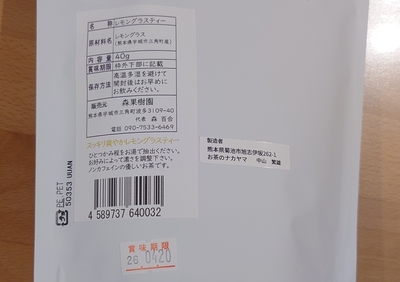 名 称 レモングラスティー
原材料名 レモングラス
(熊本県宇城市三角町産)
内 容 量 40g
賞味期限 枠外下部に記載
保存方法 高温多湿を避けて
開封後はお早めに
お飲みください。
販売元 森果樹園
熊本県宇城市三角町波多3109-40
代表 森 百合
電話 090-7533-6469
スッキリ爽やかレモングラスティー
ひとつかみ程をお湯で抽出ください。
お好みによって濃さを調整下さい。
ノンカフェインの優しいお茶です。
4 589737 640032
PE, PET
50353 UUAN
製造者
熊本県菊池市旭志伊坂262-1
お茶のナカヤマ 中山 繁雄
賞味期限
26 0420